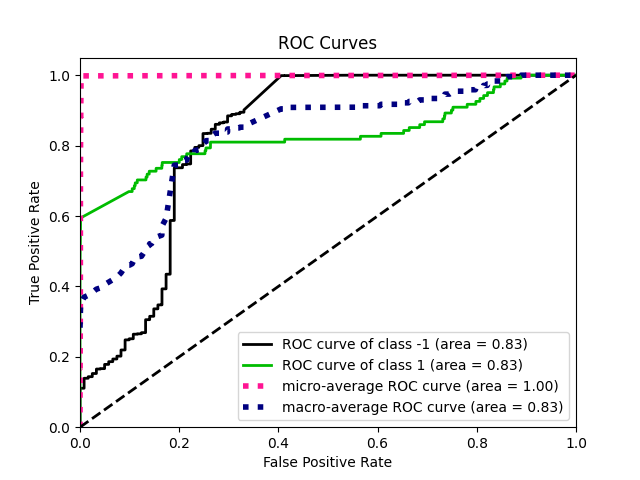 ROC Curves
1.0
0.8
0.6
0.4
0.2
0.0
True Positive Rate
0.0 0.2 0.4 0.6 0.8 1.0
False Positive Rate
ROC curve of class -1 (area = 0.83)
ROC curve of class 1 (area = 0.83)
micro-average ROC curve (area = 1.00)
macro-average ROC curve (area = 0.83)